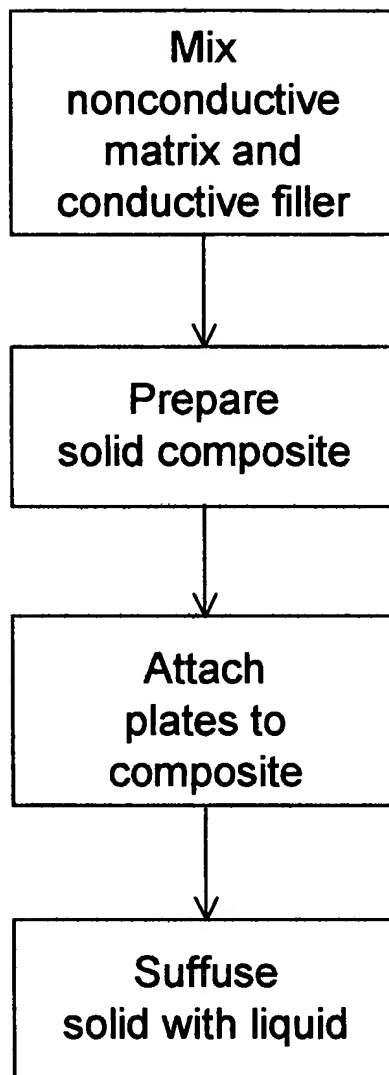 Mix
nonconductive
matrix and
conductive filler
Prepare
solid composite
Attach
plates to
composite
Suffuse
solid with liquid